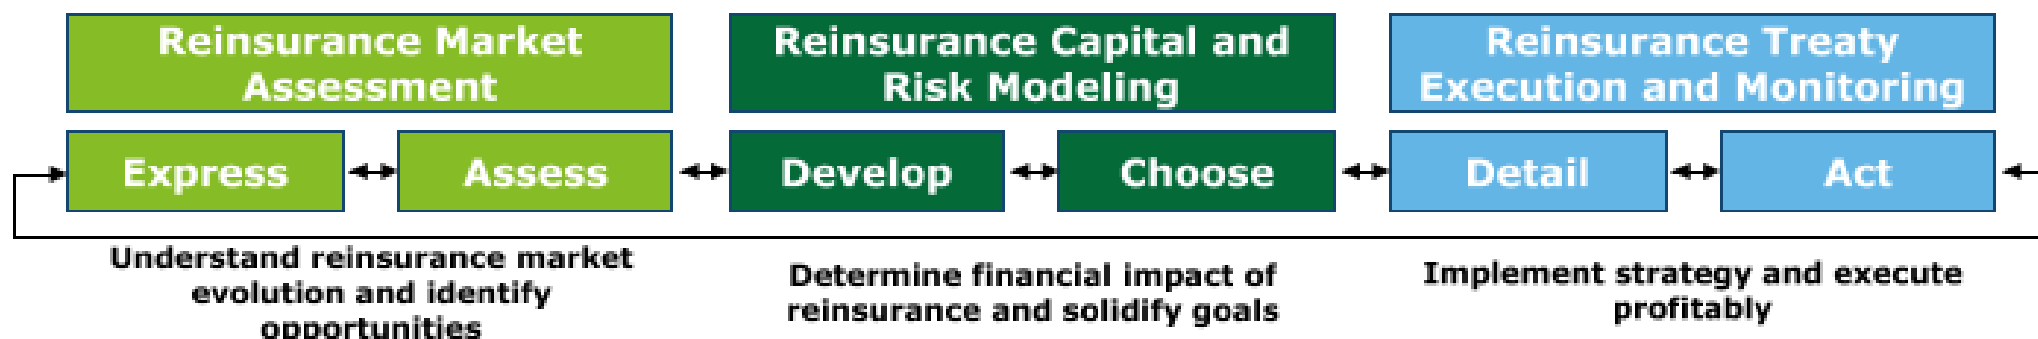 Reinsurance Market
Assessment
Reinsurance Capital and
Risk Modeling
Reinsurance Treaty
Execution and Monitoring
Express
Assess
Develop
Choose
Detail
Act
Understand reinsurance market
evolution and identify
opportunities
Determine financial impact of
reinsurance and solidify goals
Implement strategy and execute
profitably